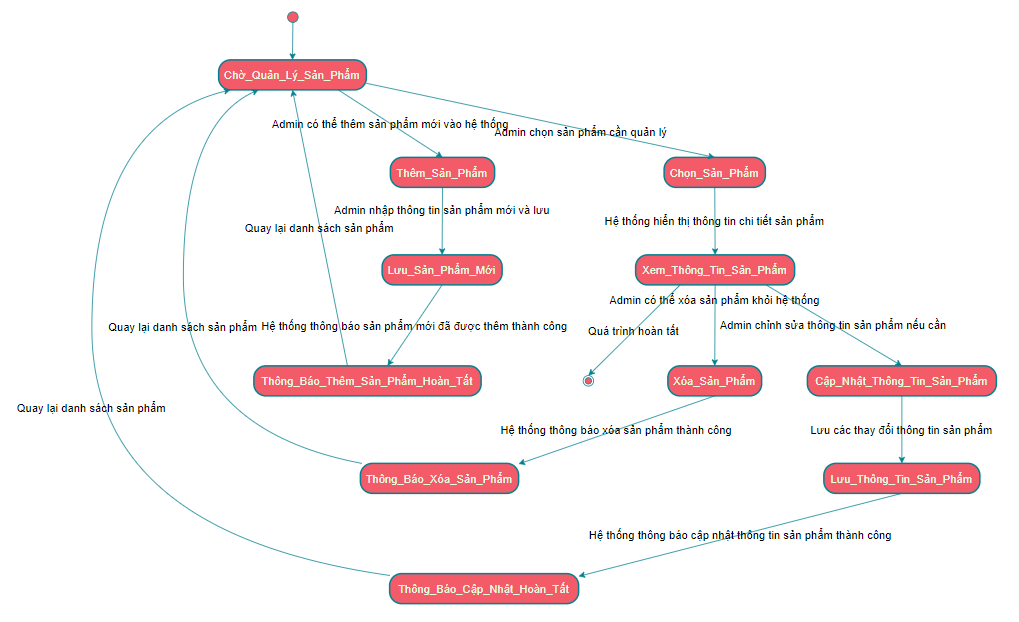 Chờ_Quản_Lý_Sản_Phẩm
Admin có thể thêm sản phẩm mới vào hệ thống
Admin chọn sản phẩm cần quản lý
Thêm_Sản_Phẩm
Chọn_Sản_Phẩm
Admin nhập thông tin sản phẩm mới và lưu
Hệ thống hiển thị thông tin chi tiết sản phẩm
Quay lại danh sách sản phẩm
Lưu_Sản_Phẩm_Mới
Xem_Thông_Tin_Sản_Phẩm
Admin có thể xóa sản phẩm khỏi hệ thống
Quay lại danh sách sản phẩm
Hệ thống thông báo sản phẩm mới đã được thêm thành công
Quá trình hoàn tất
Admin chỉnh sửa thông tin sản phẩm nếu cần
Thông_Báo_Thêm_Sản_Phẩm_Hoàn_Tất
Xóa_Sản_Phẩm
Cập_Nhật_Thông_Tin_Sản_Phẩm
Quay lại danh sách sản phẩm
Hệ thống thông báo xóa sản phẩm thành công
Lưu các thay đổi thông tin sản phẩm
Thông_Báo_Xóa_Sản_Phẩm
Lưu_Thông_Tin_Sản_Phẩm
Hệ thống thông báo cập nhật thông tin sản phẩm thành công
Thông_Báo_Cập_Nhật_Hoàn_Tất